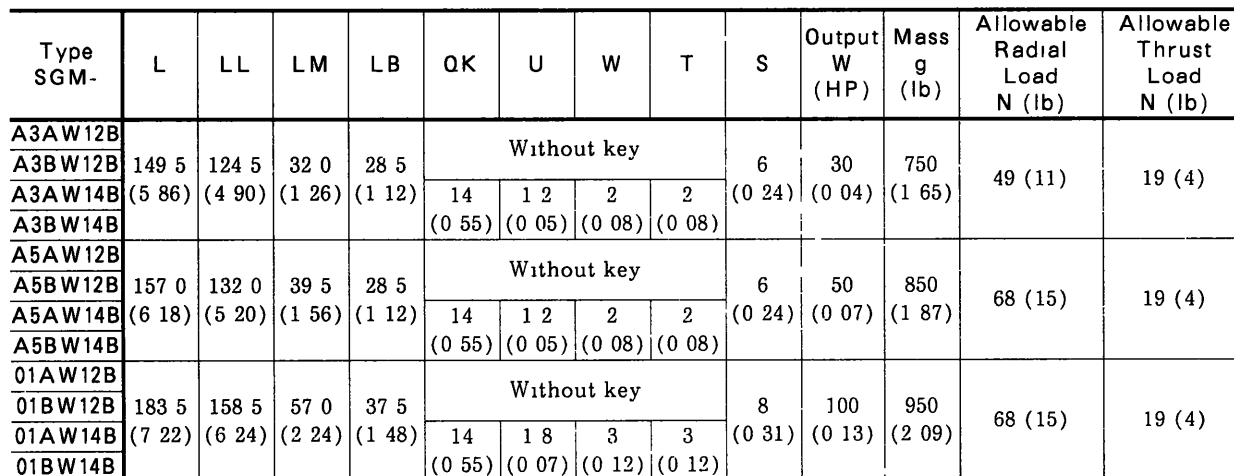 Type SGM- L LL LM LB QK U W T S Output W (HP) Mass g (lb) Allowable Radial Load N (lb) Allowable Thrust Load N (lb)
A3AW12B
A3BW12B
A3AW14B
A3BW14B
149 5 (5 86) 124 5 (4 90) 32 0 (1 26) 28 5 (1 12)
Without key
14 (0 55) 1 2 (0 05) 2 (0 08) 2 (0 08)
6 (0 24) 30 (0 04) 750 (1 65) 49 (11) 19 (4)
A5AW12B
A5BW12B
A5AW14B
A5BW14B
157 0 (6 18) 132 0 (5 20) 39 5 (1 56) 28 5 (1 12)
Without key
14 (0 55) 1 2 (0 05) 2 (0 08) 2 (0 08)
6 (0 24) 50 (0 07) 850 (1 87) 68 (15) 19 (4)
01AW12B
01BW12B
01AW14B
01BW14B
183 5 (7 22) 158 5 (6 24) 57 0 (2 24) 37 5 (1 48)
Without key
14 (0 55) 1 8 (0 07) 3 (0 12) 3 (0 12)
8 (0 31) 100 (0 13) 950 (2 09) 68 (15) 19 (4)